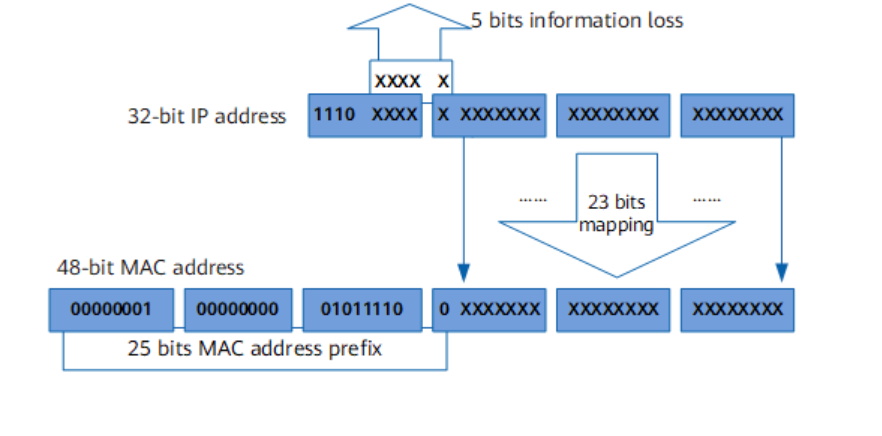 5 bits information loss
XXXX X
32-bit IP address
1110 XXXX X XXXXXXX XXXXXXXX XXXXXXXX
...... 23 bits mapping ......
48-bit MAC address
00000001 00000000 01011110 0 XXXXXXX XXXXXXXX XXXXXXXX
25 bits MAC address prefix